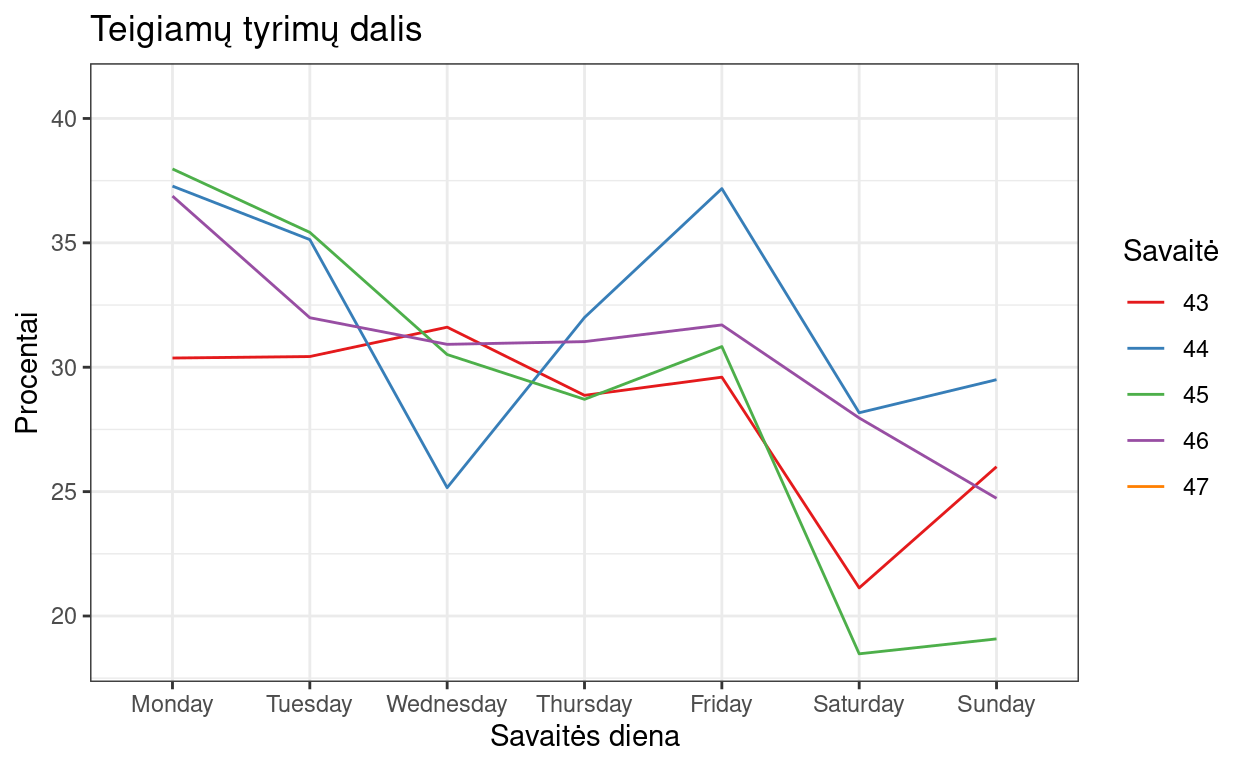 Teigiamų tyrimų dalis
Procentai
40
35
30
25
20
Monday Tuesday Wednesday Thursday Friday Saturday Sunday
Savaitės diena
Savaitė
43
44
45
46
47